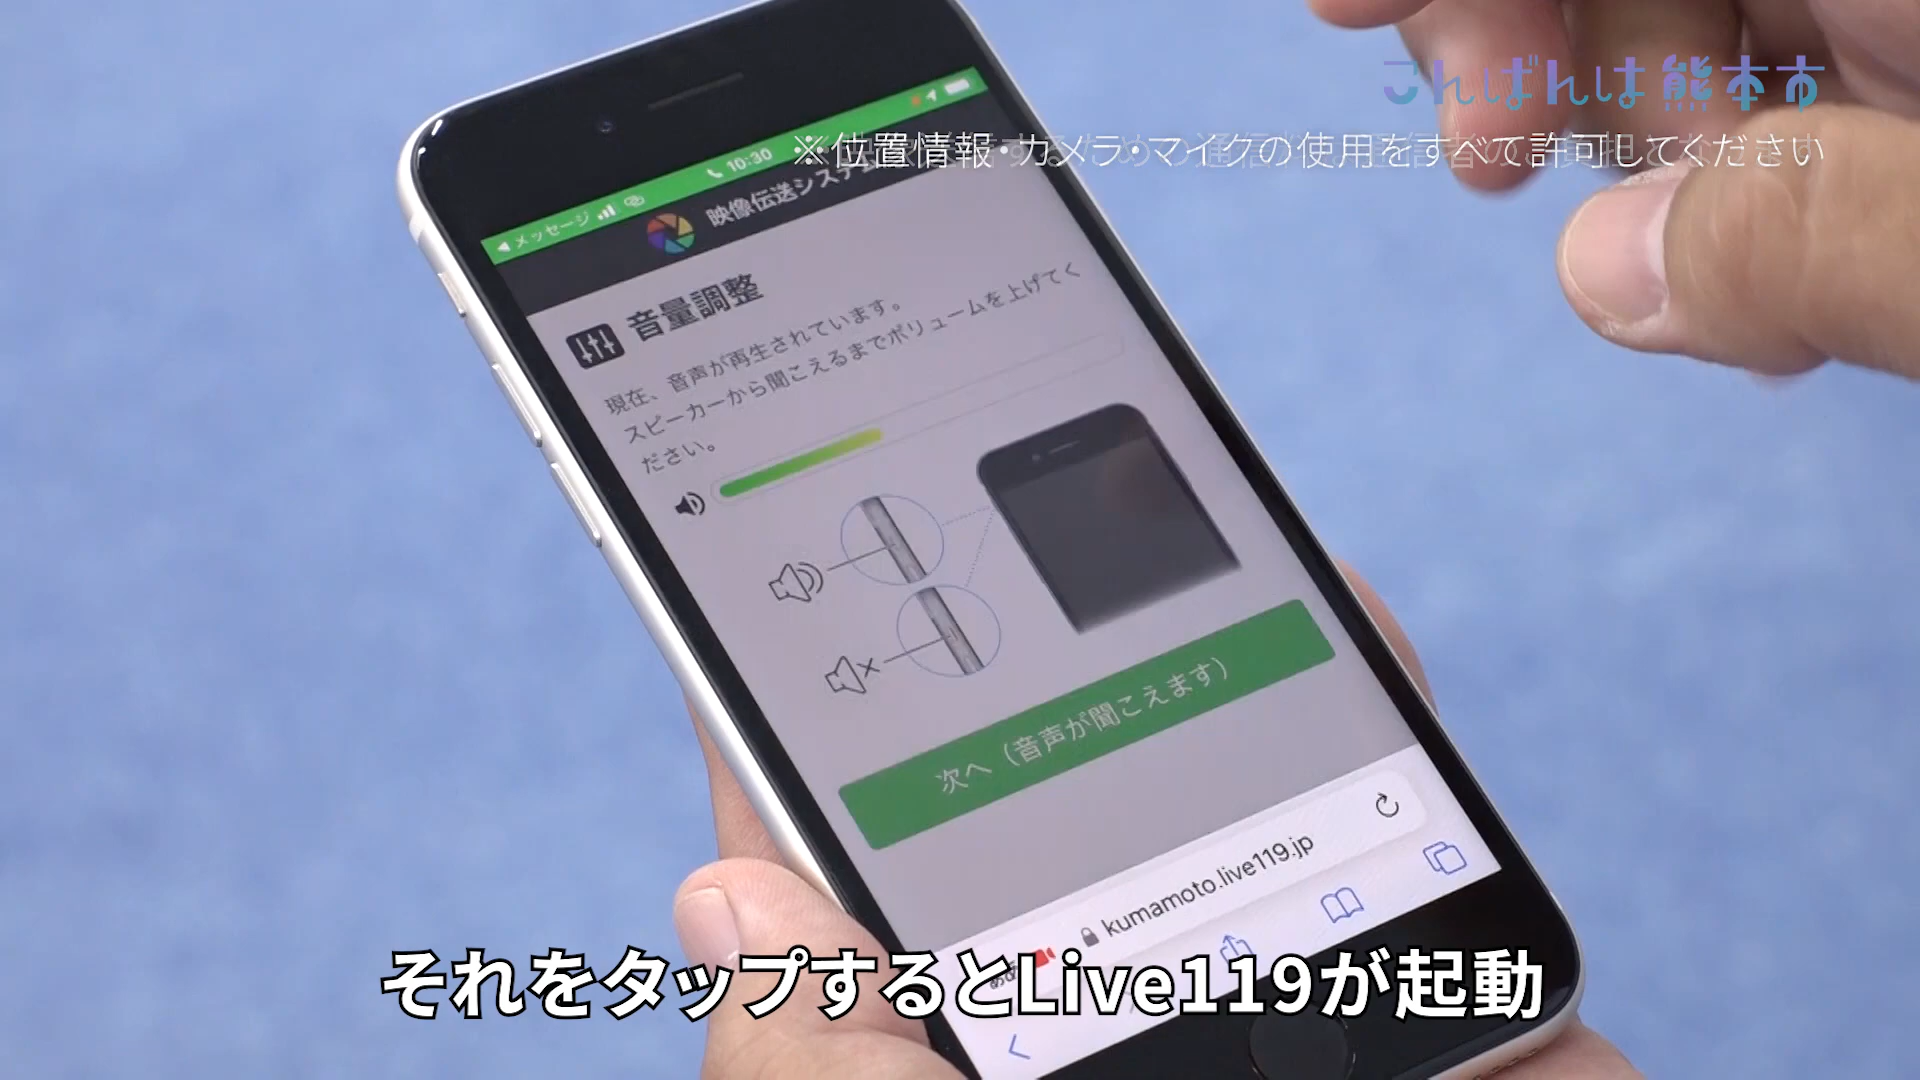 こんばんは熊本市
※位置情報・カメラ・マイクの使用をすべて許可してください
メッセージ
10:30
映像伝送システム
音量調整
現在、音声が再生されています。
スピーカーから聞こえるまでボリュームを上げてく
ださい。
次へ（音声が聞こえます）
kumamoto.live119.jp
それをタップするとLive119が起動